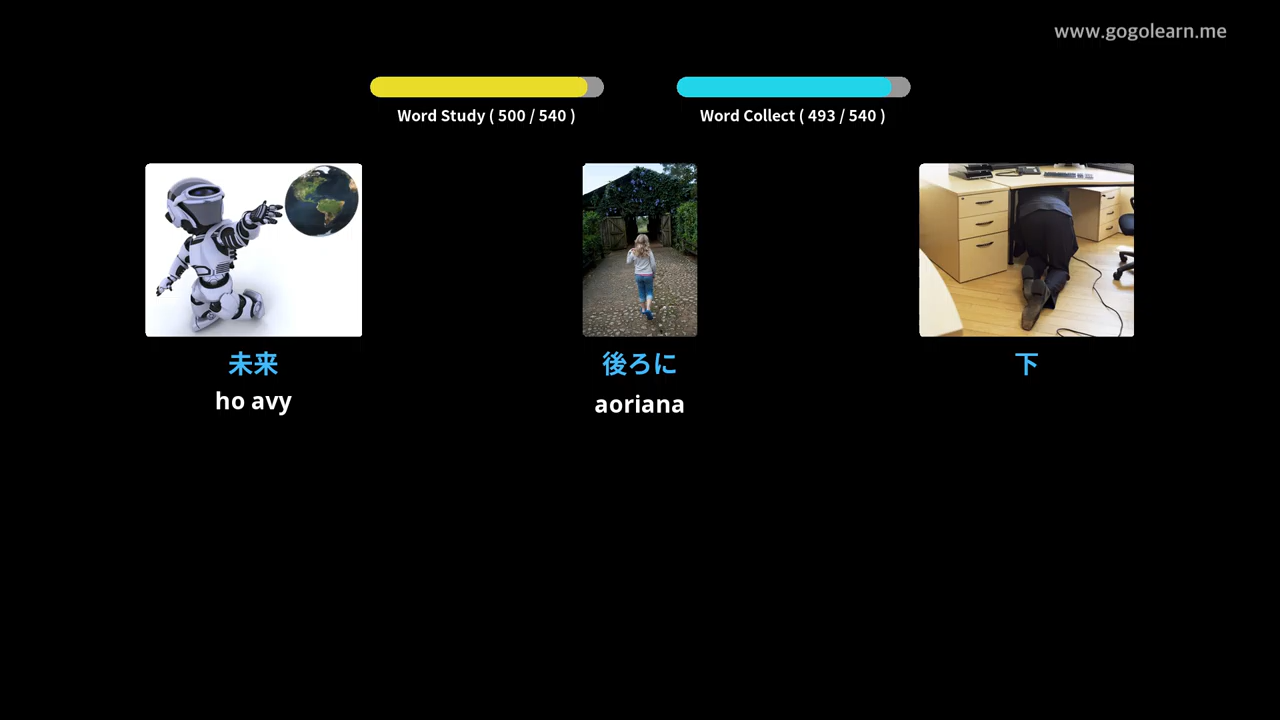 www.gogolearn.me
Word Study ( 500 / 540 )
Word Collect ( 493 / 540 )
未来
後ろに
下
ho avy
aoriana